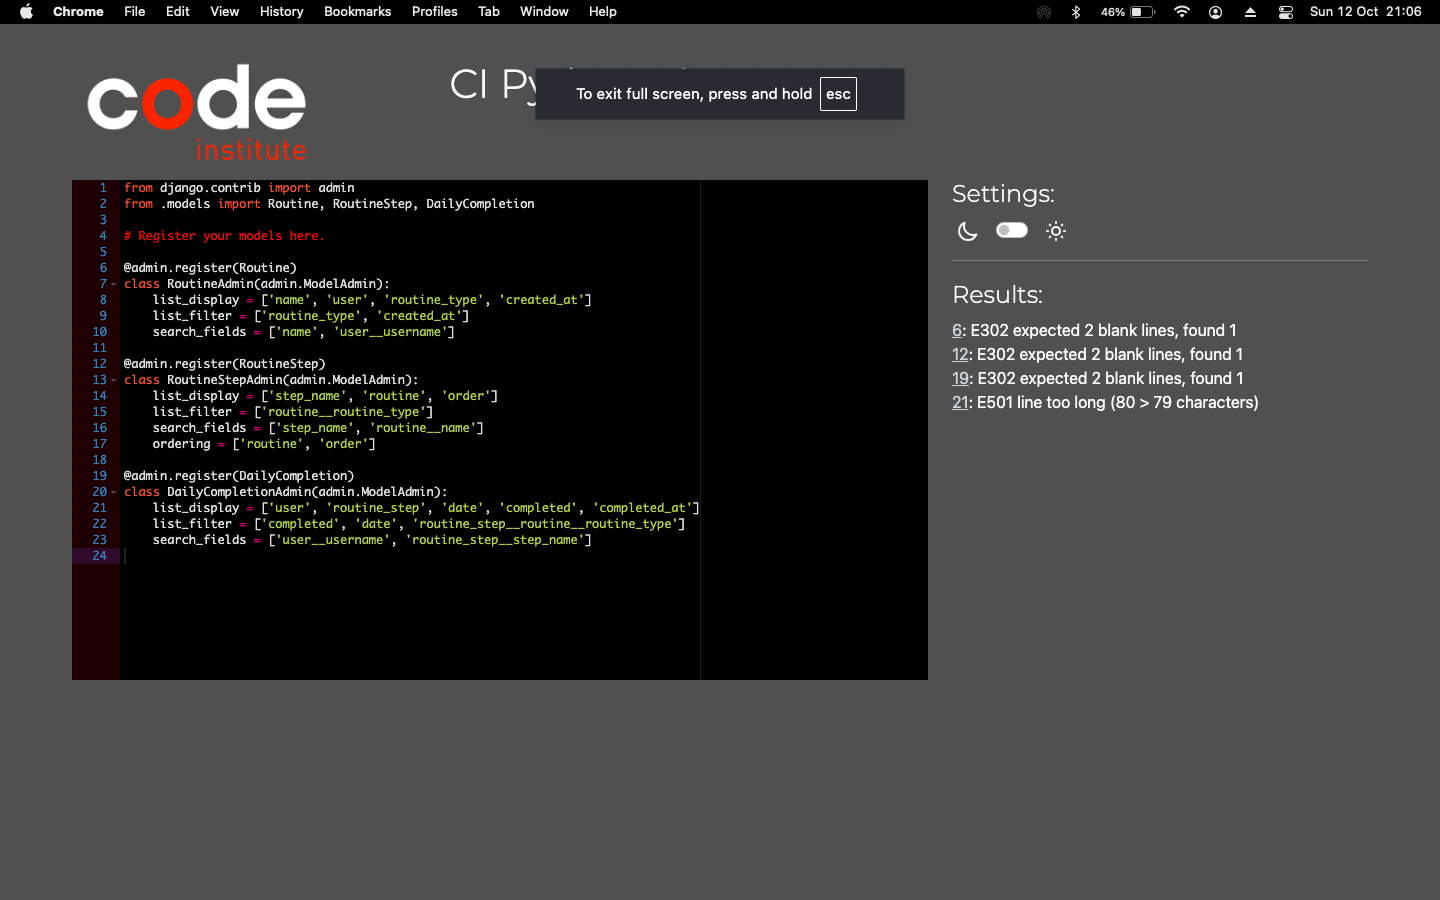 Chrome File Edit View History Bookmarks Profiles Tab Window Help 46% Sun 12 Oct 21:06
code
institute
CI
To exit full screen, press and hold esc
1 from django.contrib import admin
2 from .models import Routine, RoutineStep, DailyCompletion
3
4 # Register your models here.
5
6 @admin.register(Routine)
7 class RoutineAdmin(admin.ModelAdmin):
8 list_display = ['name', 'user', 'routine_type', 'created_at']
9 list_filter = ['routine_type', 'created_at']
10 search_fields = ['name', 'user__username']
11
12 @admin.register(RoutineStep)
13 class RoutineStepAdmin(admin.ModelAdmin):
14 list_display = ['step_name', 'routine', 'order']
15 list_filter = ['routine__routine_type']
16 search_fields = ['step_name', 'routine__name']
17 ordering = ['routine', 'order']
18
19 @admin.register(DailyCompletion)
20 class DailyCompletionAdmin(admin.ModelAdmin):
21 list_display = ['user', 'routine_step', 'date', 'completed', 'completed_at']
22 list_filter = ['completed', 'date', 'routine_step__routine__routine_type']
23 search_fields = ['user__username', 'routine_step__step_name']
24
Settings:
Results:
6: E302 expected 2 blank lines, found 1
12: E302 expected 2 blank lines, found 1
19: E302 expected 2 blank lines, found 1
21: E501 line too long (80 > 79 characters)